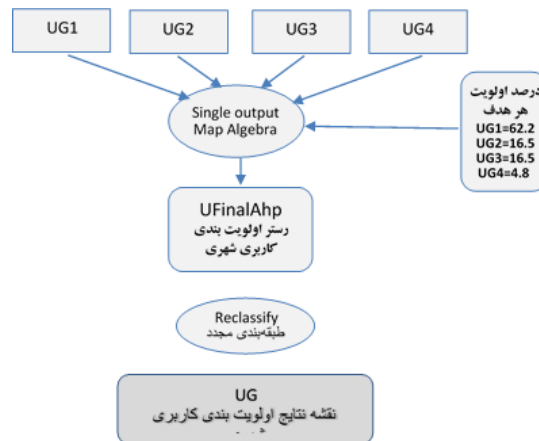 UG1
UG2
UG3
UG4
Single output
Map Algebra
درصد اولویت
هر هدف
UG1=62.2
UG2=16.5
UG3=16.5
UG4=4.8
UFinalAhp
رستر اولویت بندی
کاربری شهری
Reclassify
طبقه‌بندی مجدد
UG
نقشه نتایج اولویت بندی کاربری